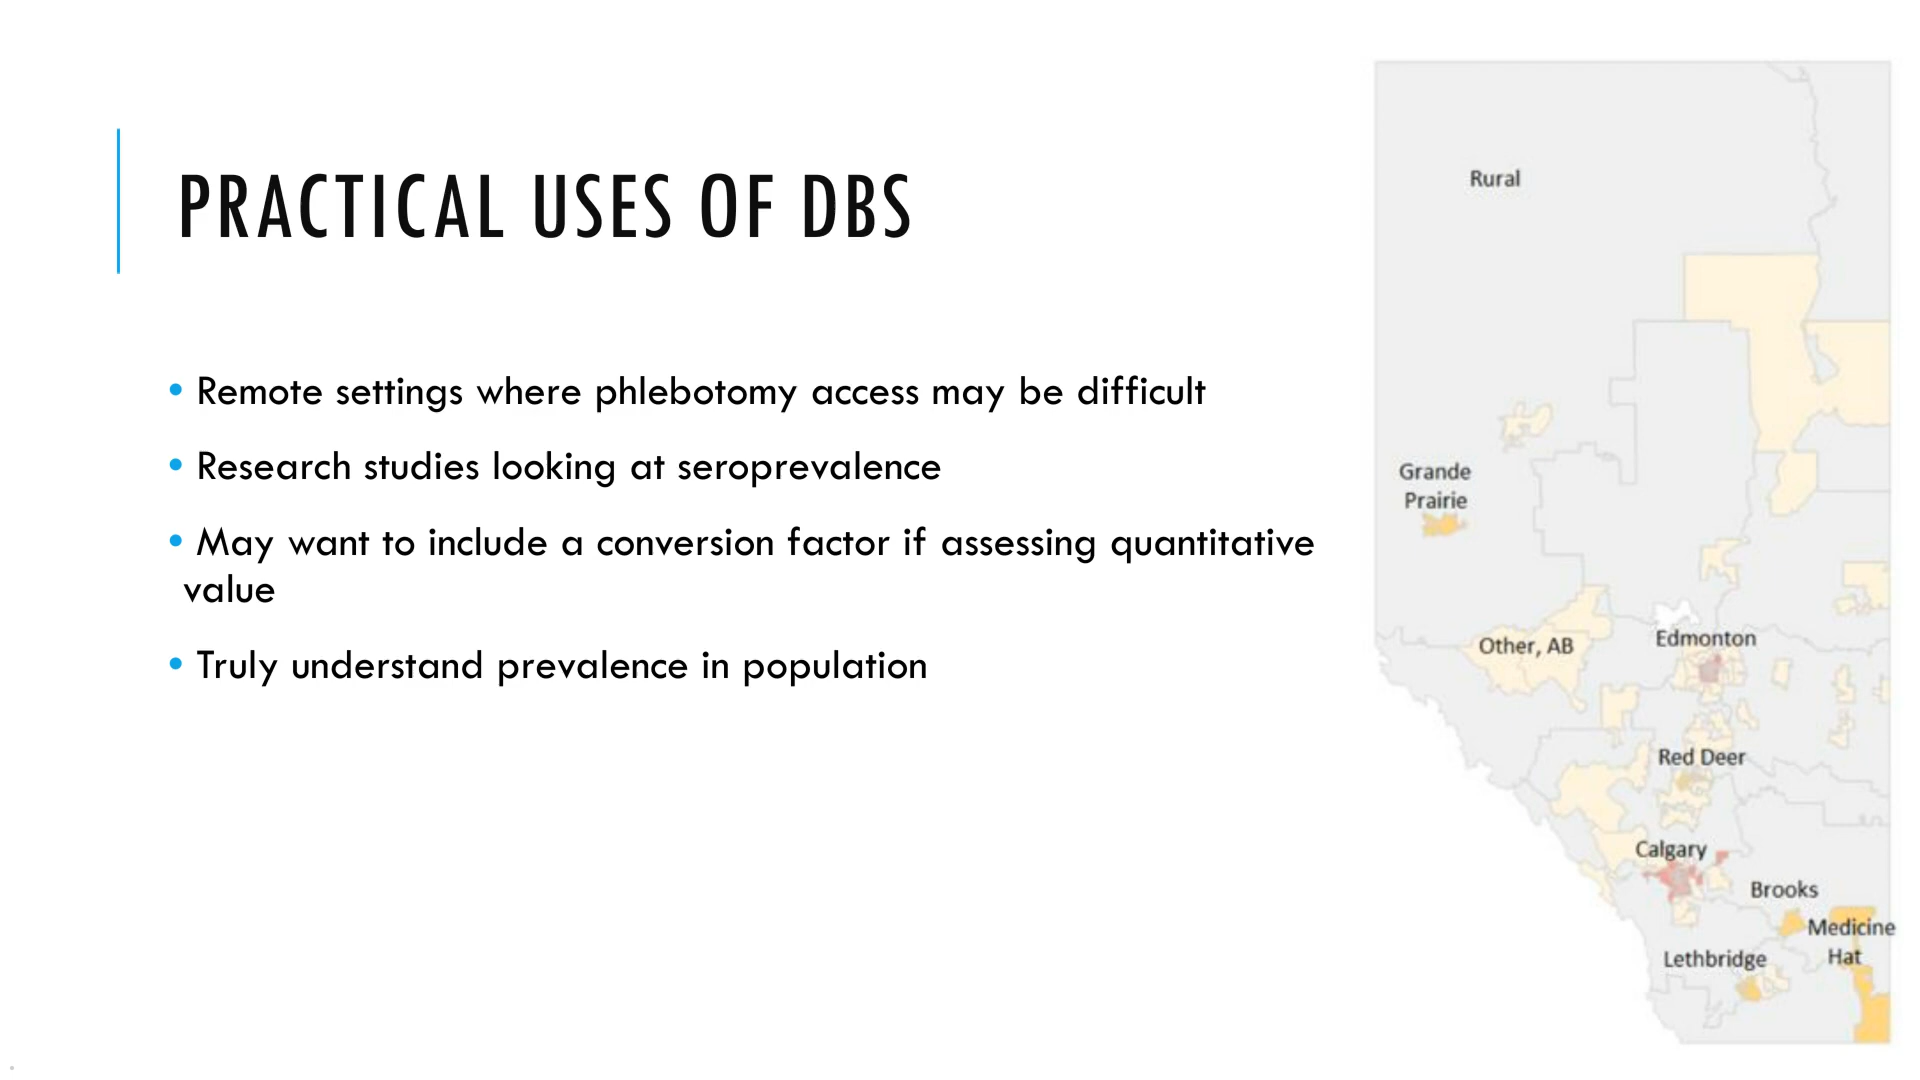 PRACTICAL USES OF DBS
• Remote settings where phlebotomy access may be difficult
• Research studies looking at seroprevalence
• May want to include a conversion factor if assessing quantitative
value
• Truly understand prevalence in population
Rural
Grande
Prairie
Other, AB
Edmonton
Red Deer
Calgary
Brooks
Medicine
Hat
Lethbridge